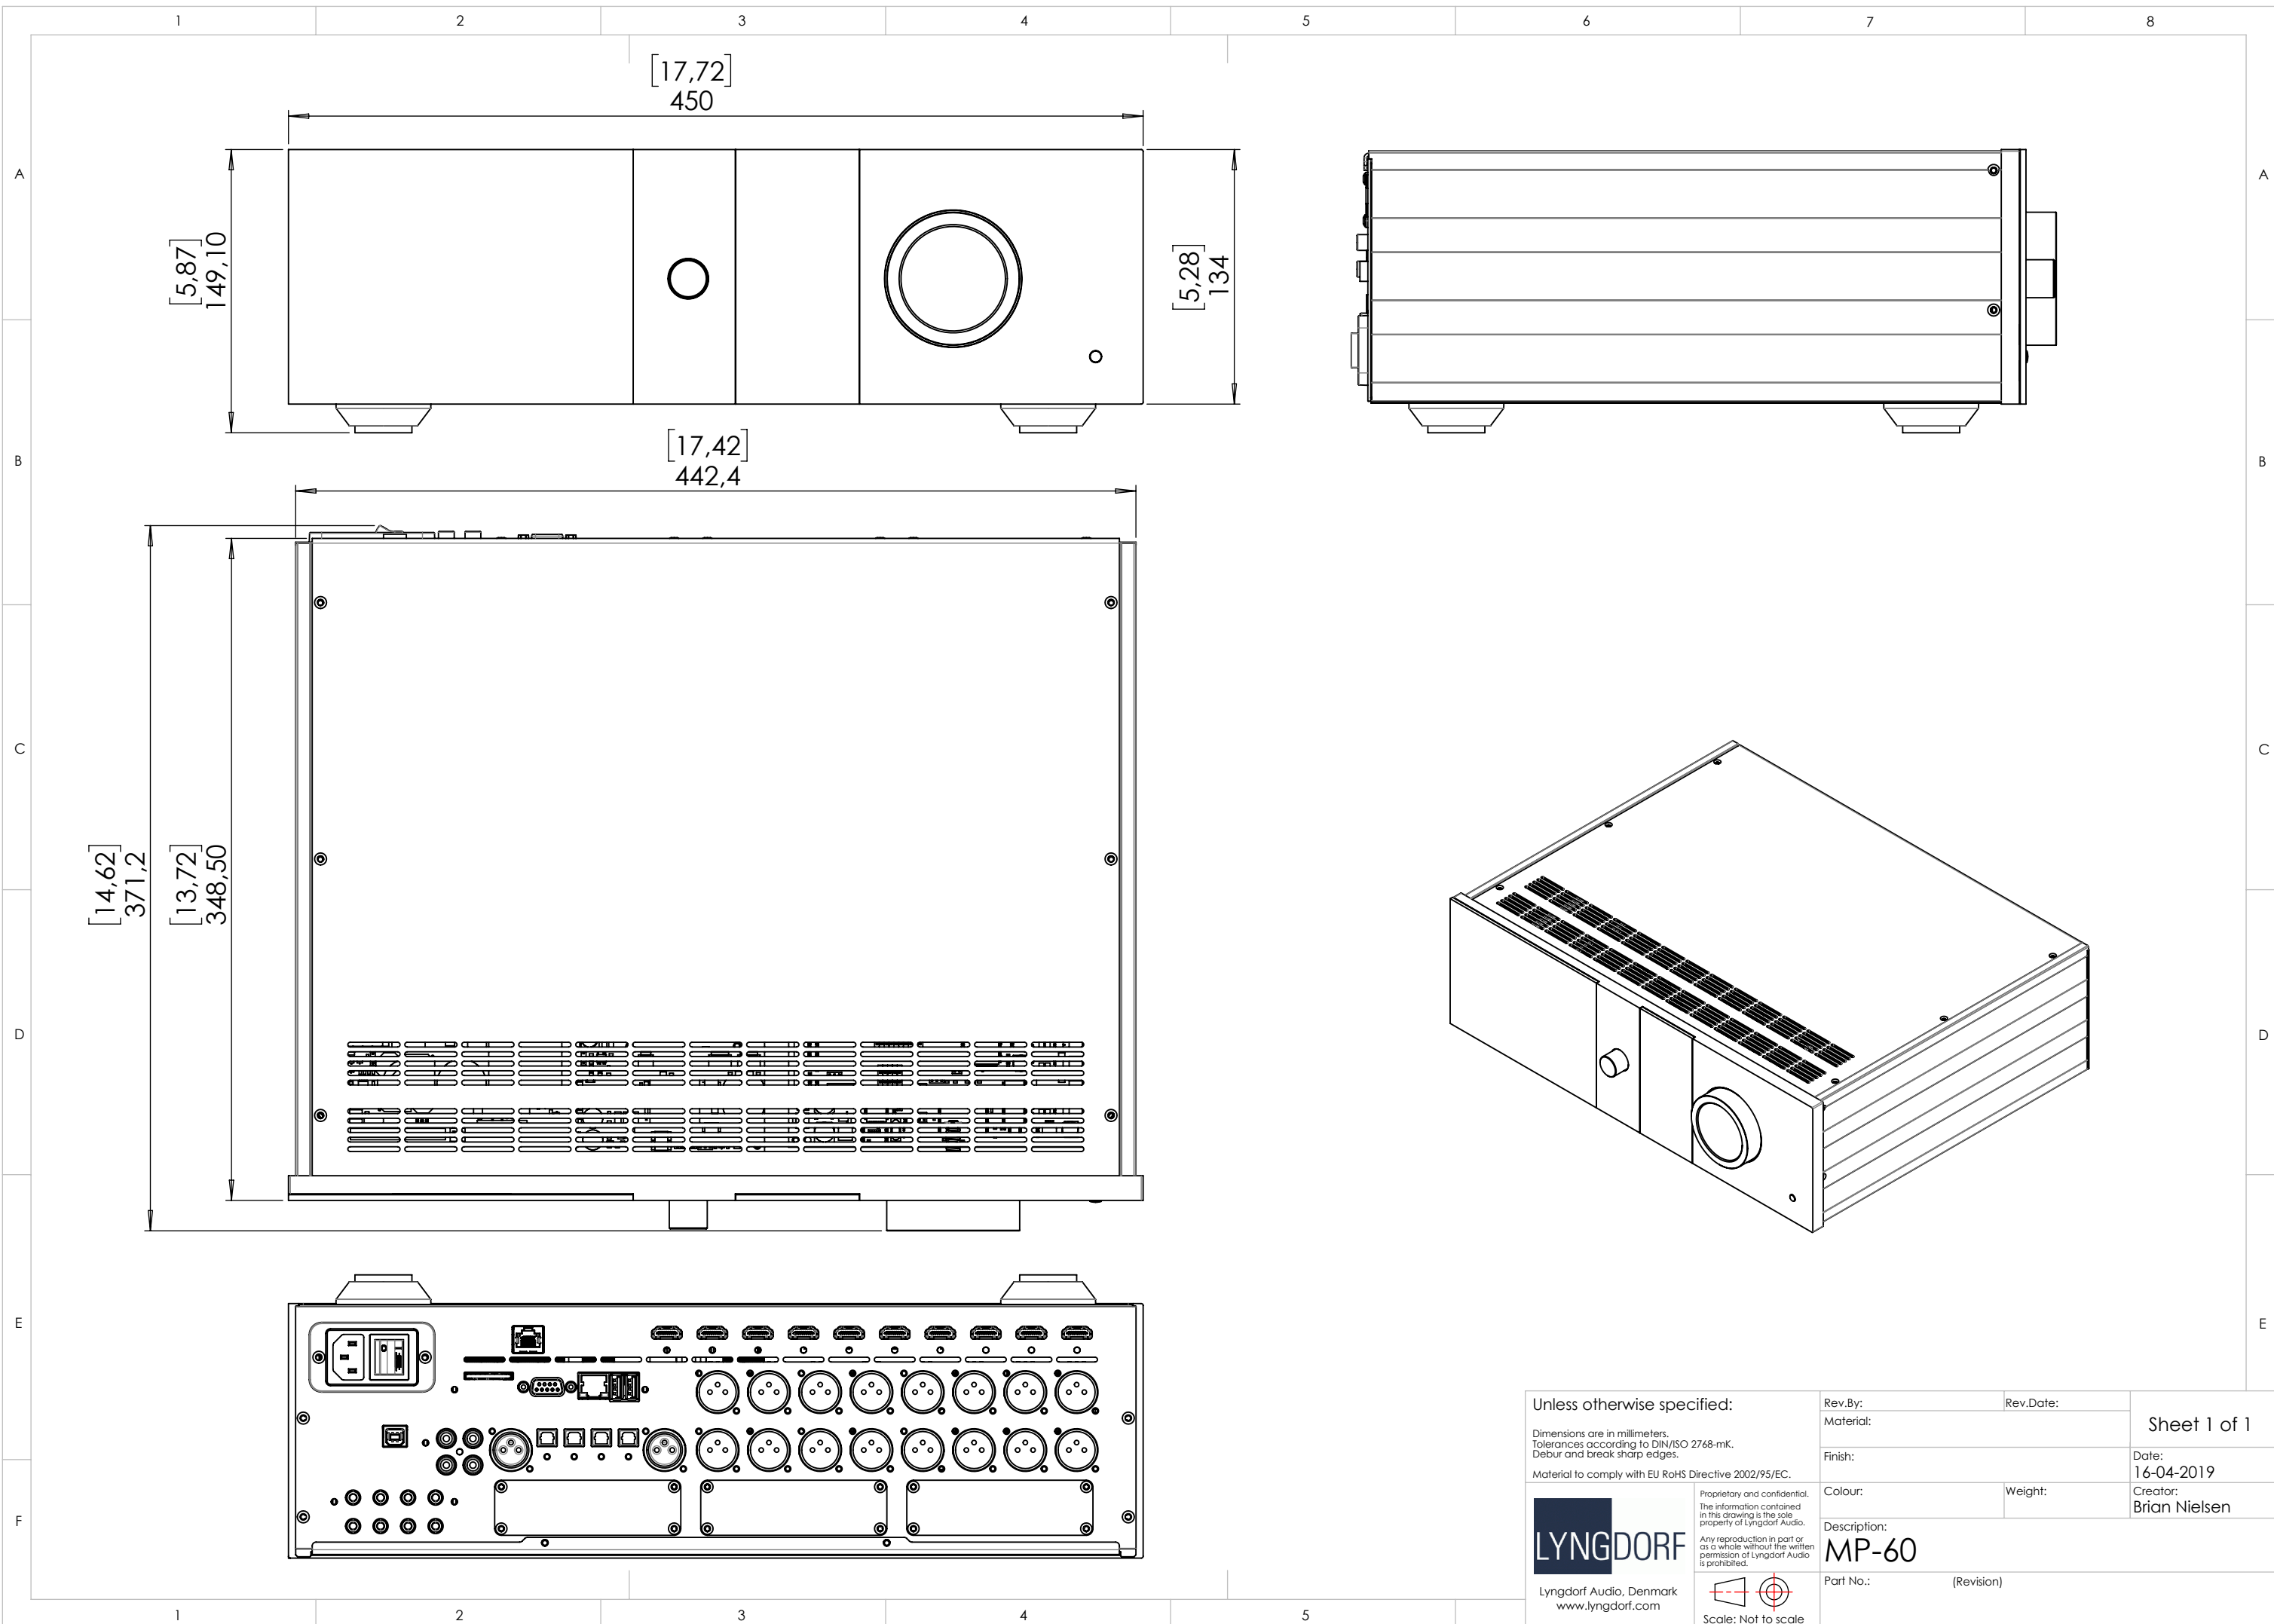 1 2 3 4 5 6 7 8
[17,72]
450
A A
[5,87]
149,10
[5,28]
134
B B
[17,42]
442,4
C C
[14,62]
371,2
[13,72]
348,50
D D
E E
F
Unless otherwise specified:
Dimensions are in millimeters.
Tolerances according to DIN/ISO 2768-mK.
Debur and break sharp edges.
Material to comply with EU RoHS Directive 2002/95/EC.
Rev.By:
Rev.Date:
Material:
Sheet 1 of 1
Finish:
Date:
16-04-2019
Colour:
Weight:
Creator:
Brian Nielsen
LYNGDORF
Lyngdorf Audio, Denmark
www.lyngdorf.com
Proprietary and confidential.
The information contained
in this drawing is the sole
property of Lyngdorf Audio.
Any reproduction in part or
as a whole without the written
permission of Lyngdorf Audio
is prohibited.
Scale: Not to scale
Description:
MP-60
Part No.: (Revision)
1 2 3 4 5